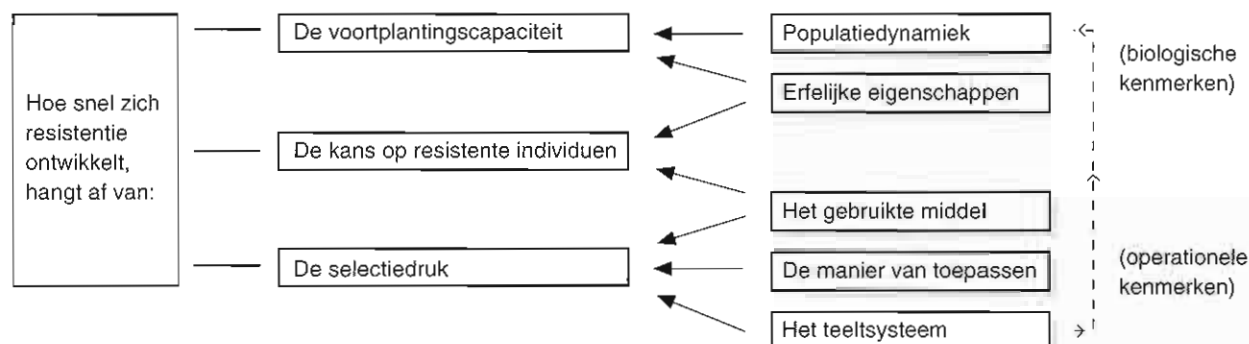 Hoe snel zich
resistentie
ontwikkelt,
hangt af van:
De voortplantingscapaciteit
De kans op resistente individuen
De selectiedruk
Populatiedynamiek
Erfelijke eigenschappen
Het gebruikte middel
De manier van toepassen
Het teeltsysteem
(biologische
kenmerken)
(operationele
kenmerken)